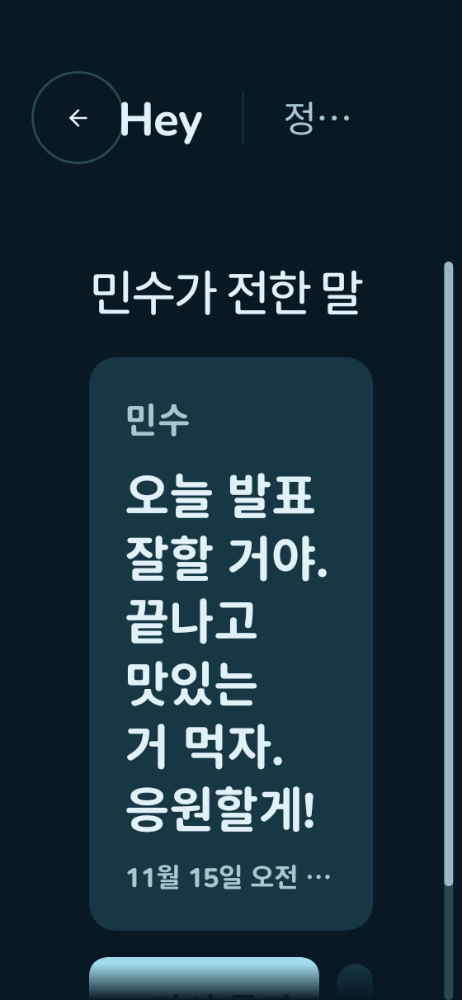 Hey
정…
민수가 전한 말
민수
오늘 발표
잘할 거야.
끝나고
맛있는
거 먹자.
응원할게!
11월 15일 오전 …